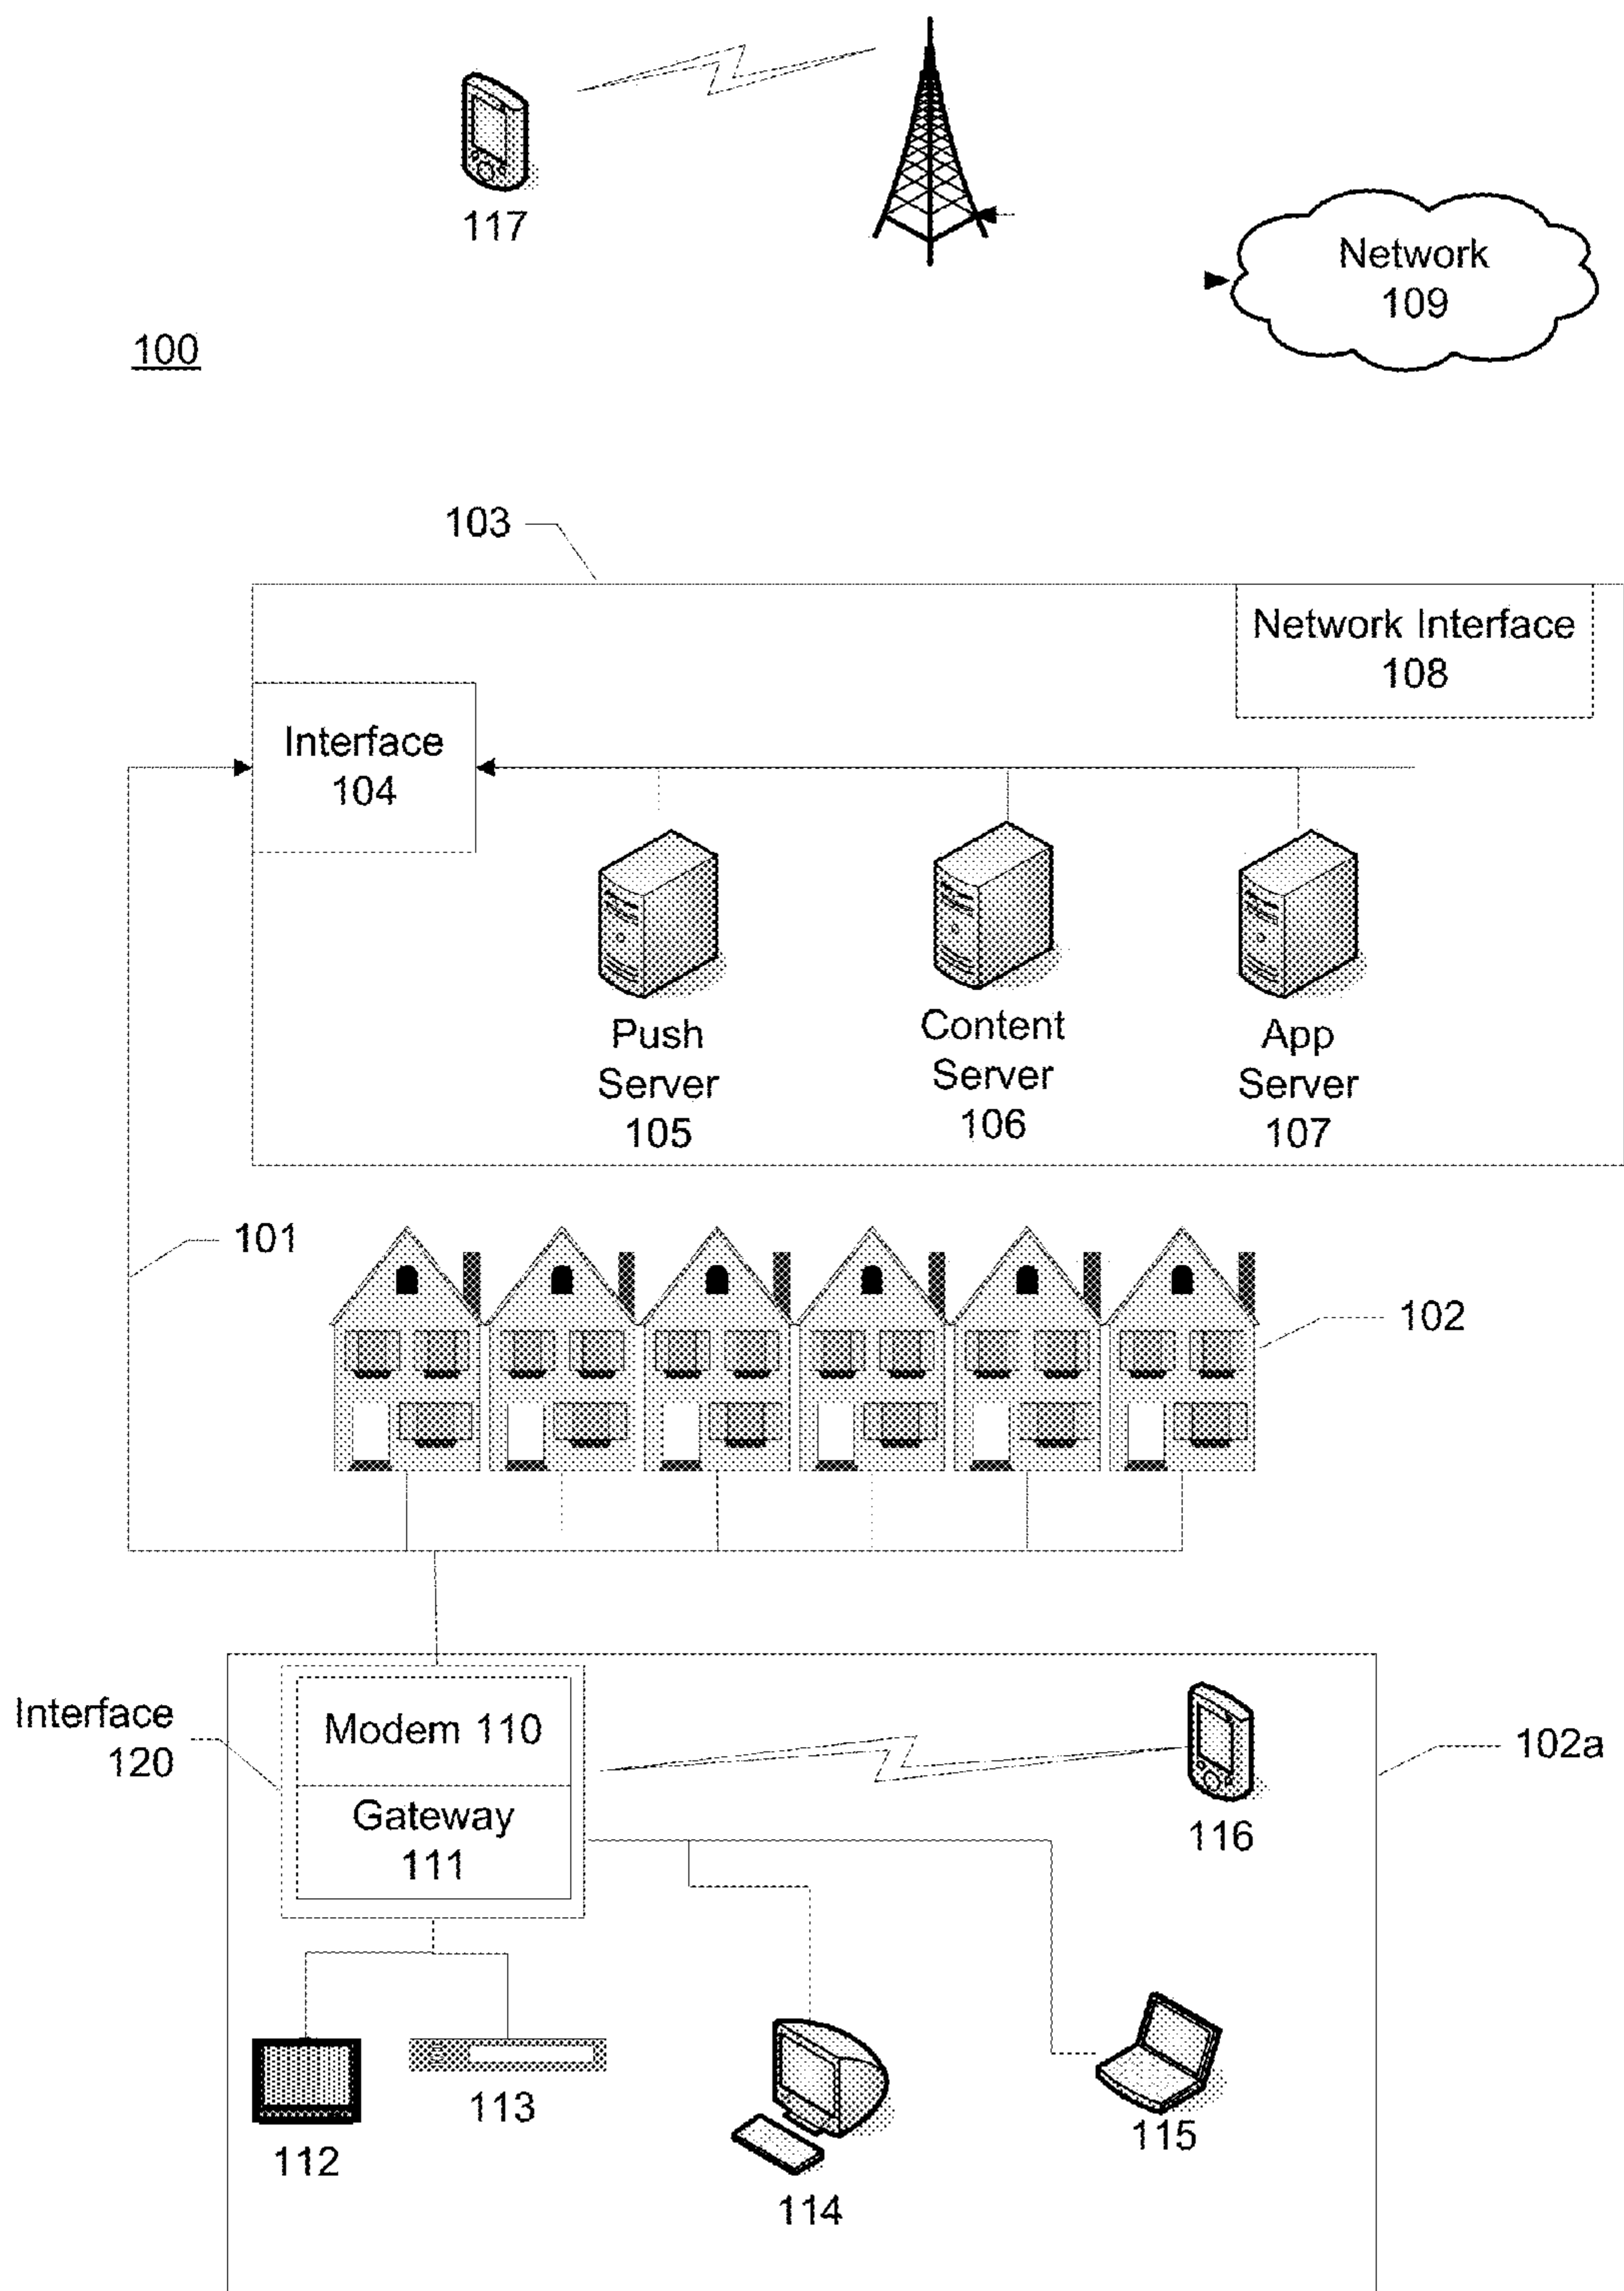 117
Network
109
100
103
Network Interface
108
Interface
104
Push
Server
105
Content
Server
106
App
Server
107
101
102
Interface
120
Modem 110
Gateway
111
116
102a
112
113
114
115